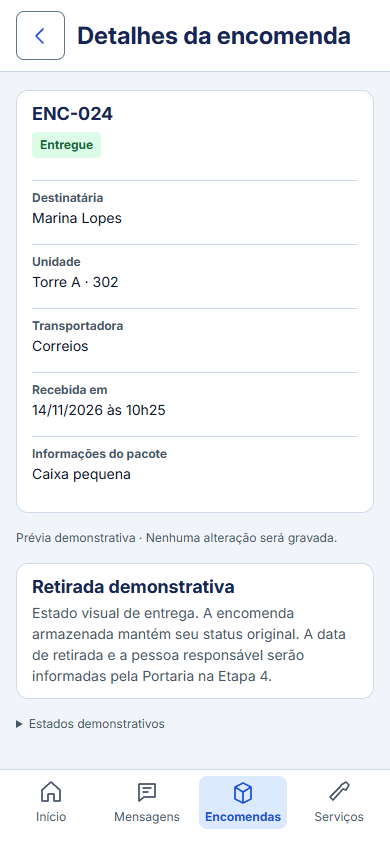 Detalhes da encomenda
ENC-024
Entregue
Destinatária
Marina Lopes
Unidade
Torre A · 302
Transportadora
Correios
Recebida em
14/11/2026 às 10h25
Informações do pacote
Caixa pequena
Prévia demonstrativa · Nenhuma alteração será gravada.
Retirada demonstrativa
Estado visual de entrega. A encomenda
armazenada mantém seu status original. A data
de retirada e a pessoa responsável serão
informadas pela Portaria na Etapa 4.
Estados demonstrativos
Início
Mensagens
Encomendas
Serviços